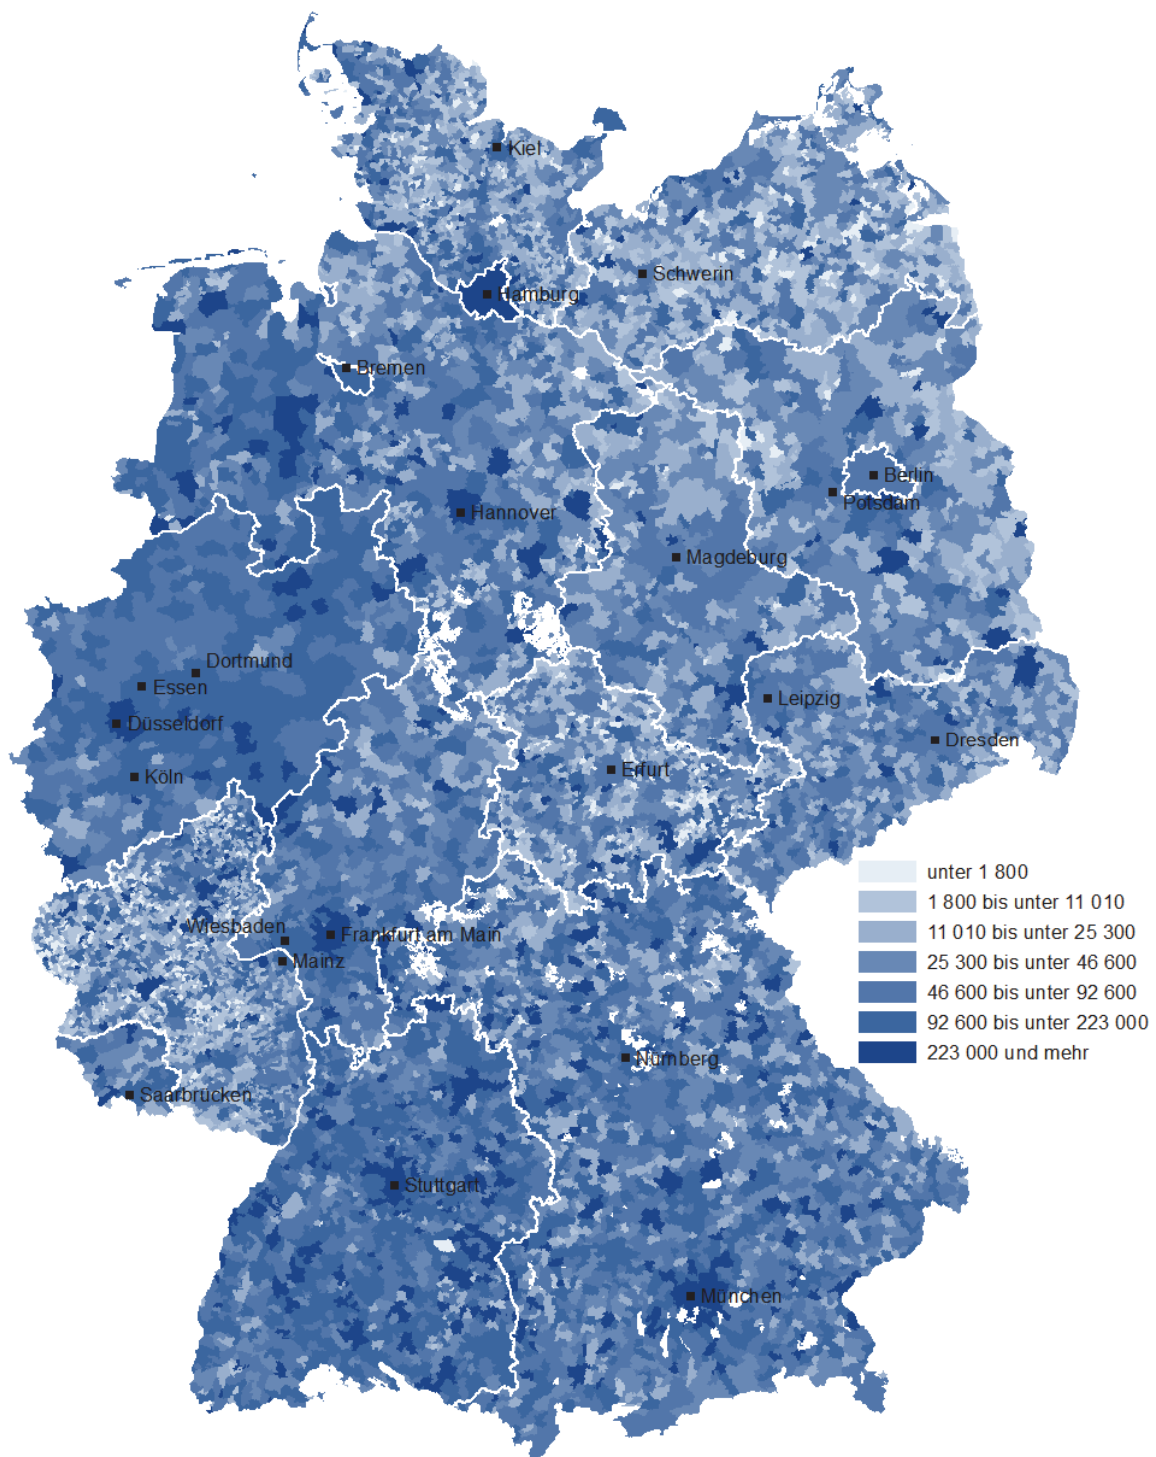 Kiel
Schwerin
Hamburg
Bremen
Berlin
Potsdam
Hannover
Magdeburg
Dortmund
Essen
Leipzig
Düsseldorf
Dresden
Köln
Erfurt
unter 1 800
1 800 bis unter 11 010
11 010 bis unter 25 300
25 300 bis unter 46 600
46 600 bis unter 92 600
92 600 bis unter 223 000
223 000 und mehr
Wiesbaden
Frankfurt am Main
Mainz
Nürnberg
Saarbrücken
Stuttgart
München